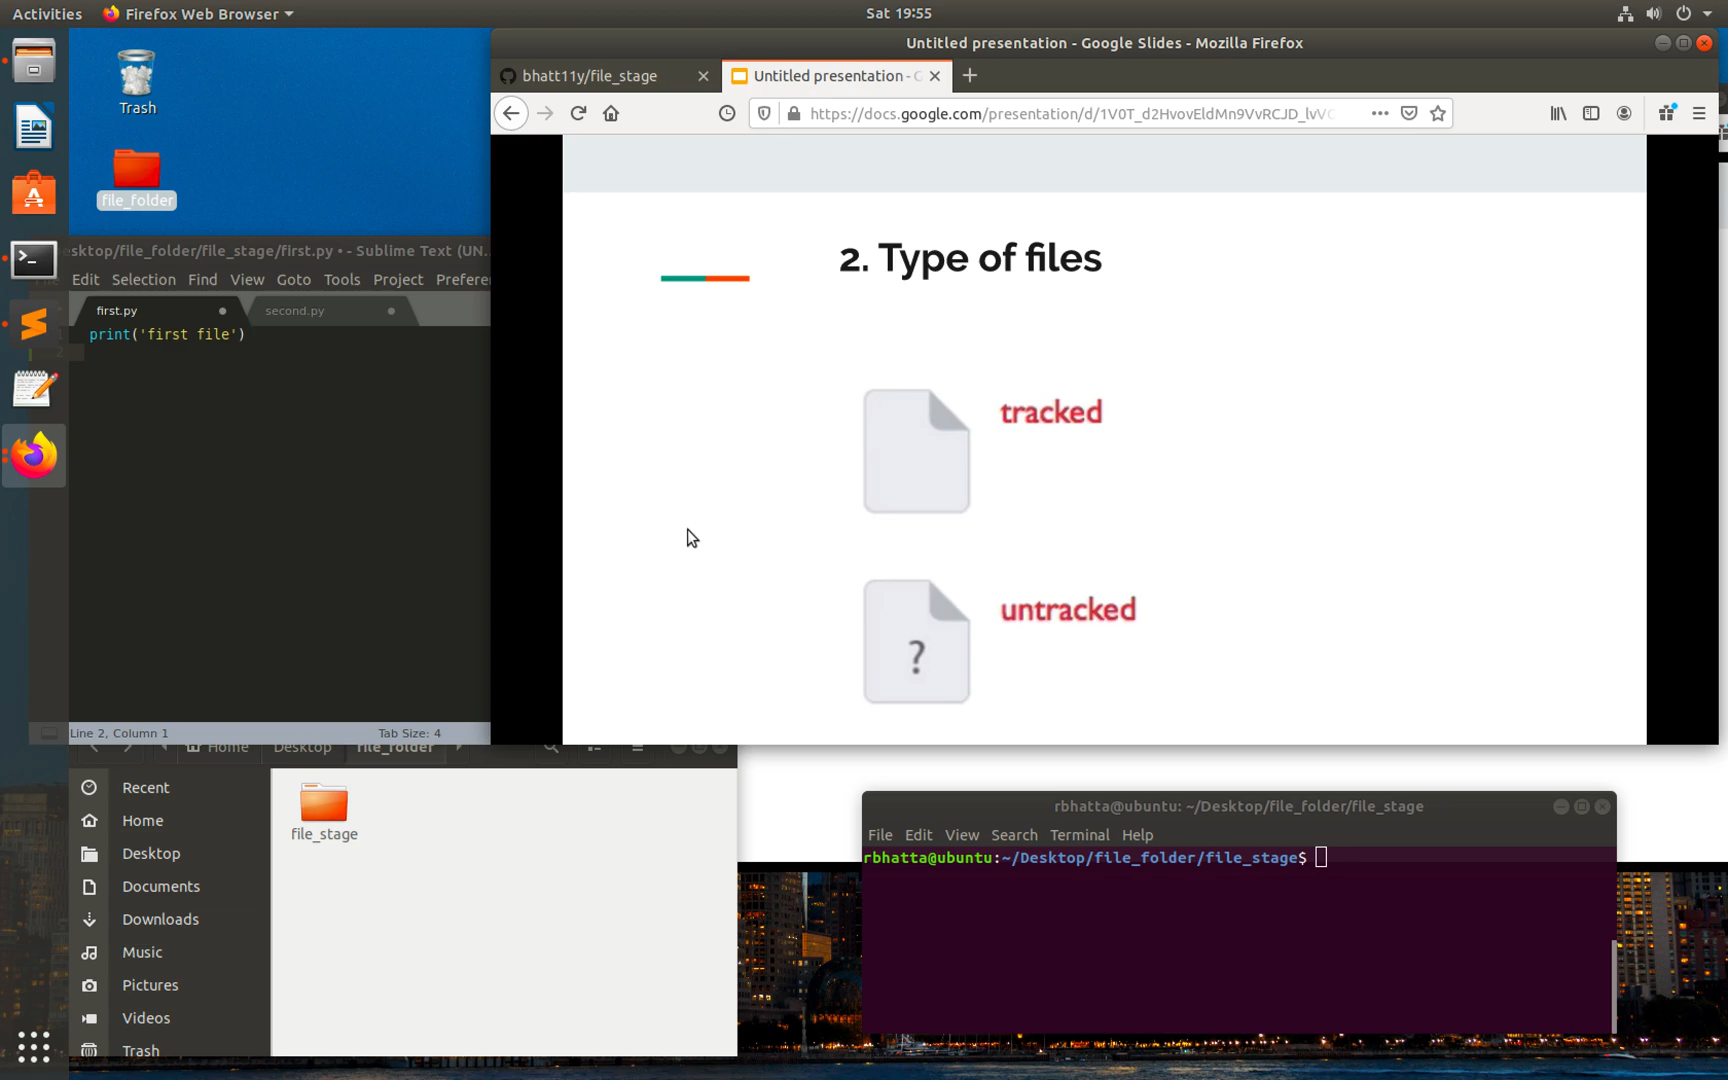 Activities
Firefox Web Browser
Sat 19:55
Trash
file_folder
Untitled presentation - Google Slides - Mozilla Firefox
bhatt11y/file_stage
Untitled presentation - G
https://docs.google.com/presentation/d/1V0T_d2HvovEldMn9VvRCJD_lvVC
2. Type of files
tracked
?
untracked
esktop/file_folder/file_stage/first.py • - Sublime Text (UN
Edit Selection Find View Goto Tools Project Prefere
first.py
second.py
1 print('first file')
2
Line 2, Column 1
Tab Size: 4
Home
Desktop
file_folder
Recent
Home
Desktop
Documents
Downloads
Music
Pictures
Videos
Trash
file_stage
rbhatta@ubuntu: ~/Desktop/file_folder/file_stage
File Edit View Search Terminal Help
rbhatta@ubuntu:~/Desktop/file_folder/file_stage$